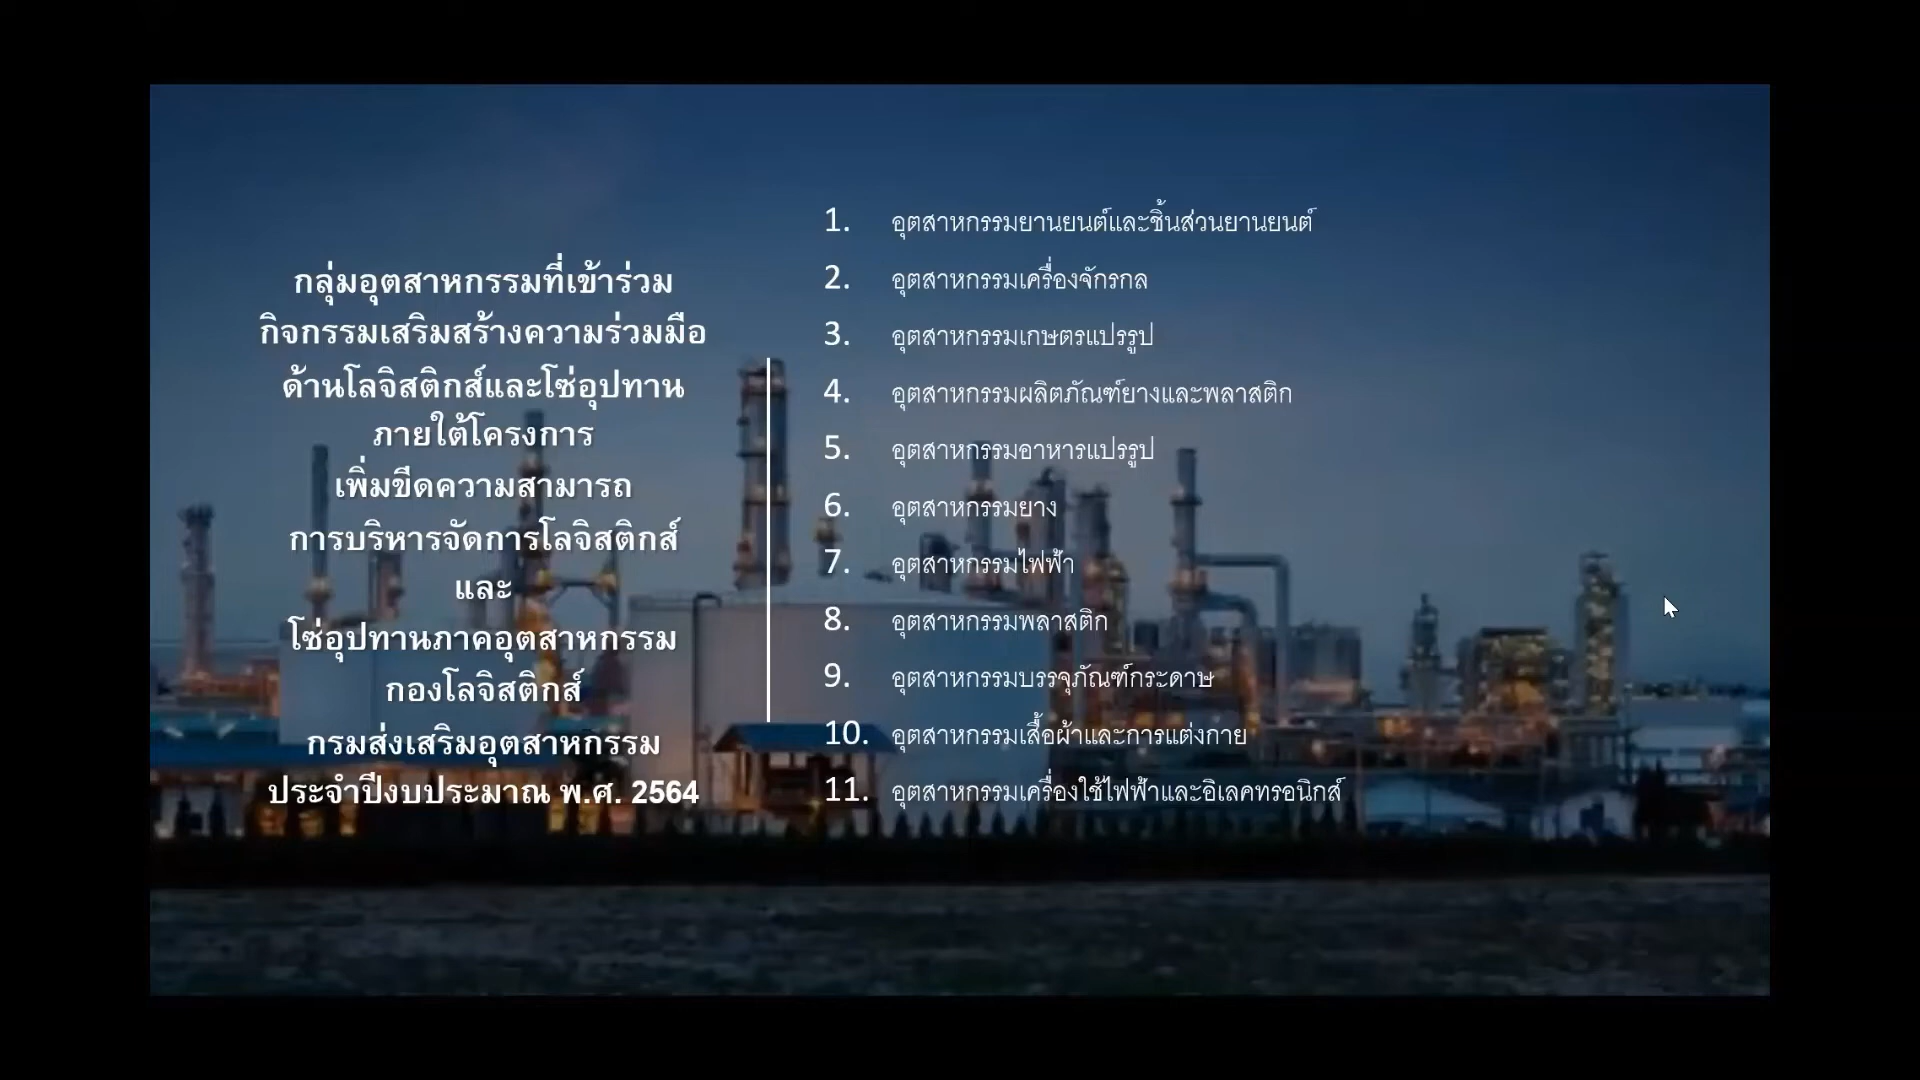 กลุ่มอุตสาหกรรมที่เข้าร่วม
กิจกรรมเสริมสร้างความร่วมมือ
ด้านโลจิสติกส์และโซ่อุปทาน
ภายใต้โครงการ
เพิ่มขีดความสามารถ
การบริหารจัดการโลจิสติกส์
และ
โซ่อุปทานภาคอุตสาหกรรม
กองโลจิสติกส์
กรมส่งเสริมอุตสาหกรรม
ประจำปีงบประมาณ พ.ศ. 2564
1. อุตสาหกรรมยานยนต์และชิ้นส่วนยานยนต์
2. อุตสาหกรรมเครื่องจักรกล
3. อุตสาหกรรมเกษตรแปรรูป
4. อุตสาหกรรมผลิตภัณฑ์ยางและพลาสติก
5. อุตสาหกรรมอาหารแปรรูป
6. อุตสาหกรรมยาง
7. อุตสาหกรรมไฟฟ้า
8. อุตสาหกรรมพลาสติก
9. อุตสาหกรรมบรรจุภัณฑ์กระดาษ
10. อุตสาหกรรมเสื้อผ้าและการแต่งกาย
11. อุตสาหกรรมเครื่องใช้ไฟฟ้าและอิเลคทรอนิกส์